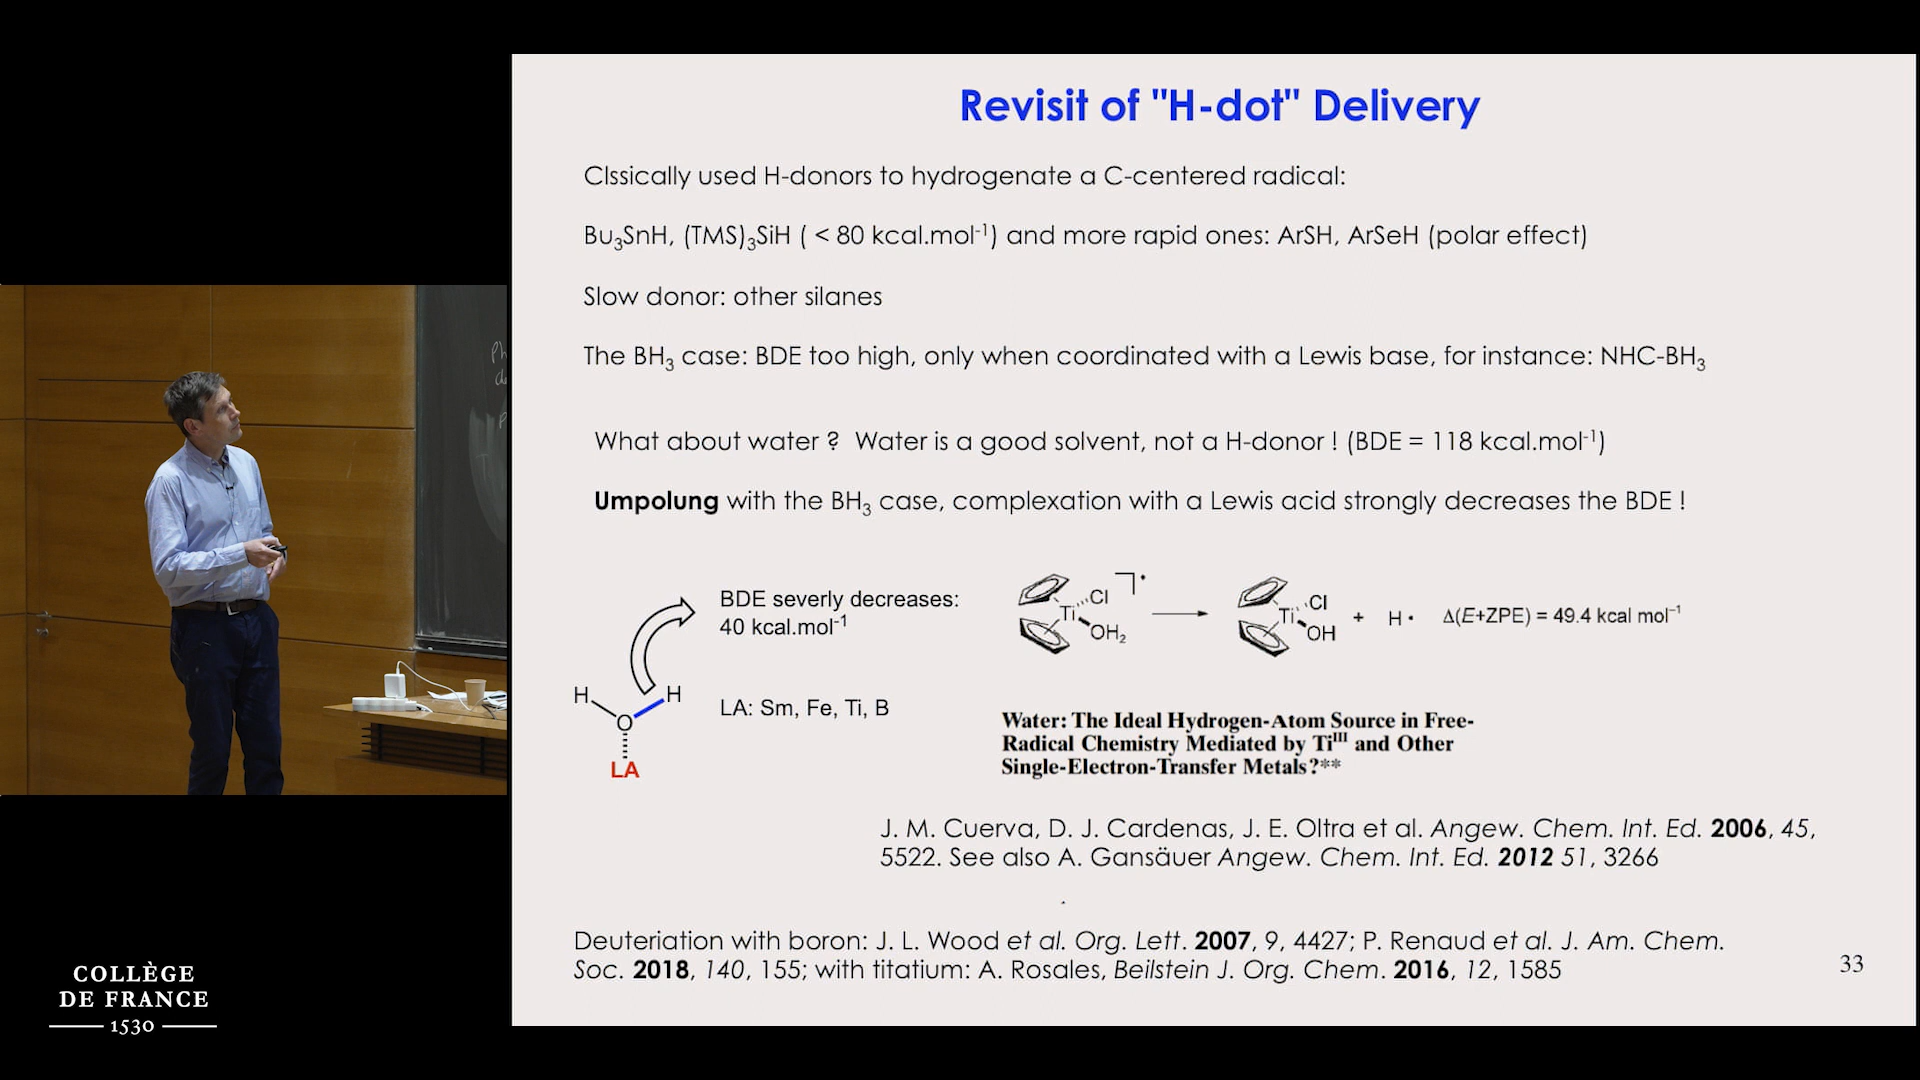 Revisit of "H-dot" Delivery
Clssically used H-donors to hydrogenate a C-centered radical:
Bu₃SnH, (TMS)₃SiH ( < 80 kcal.mol⁻¹) and more rapid ones: ArSH, ArSeH (polar effect)
Slow donor: other silanes
The BH₃ case: BDE too high, only when coordinated with a Lewis base, for instance: NHC-BH₃
What about water ? Water is a good solvent, not a H-donor ! (BDE = 118 kcal.mol⁻¹)
Umpolung with the BH₃ case, complexation with a Lewis acid strongly decreases the BDE !
BDE severly decreases:
40 kcal.mol⁻¹
H
O
H
LA
LA: Sm, Fe, Ti, B
Ti
Cl
OH₂
Ti
Cl
OH
+ H· Δ(E+ZPE) = 49.4 kcal mol⁻¹
Water: The Ideal Hydrogen-Atom Source in Free-
Radical Chemistry Mediated by Tiᴵᴵᴵ and Other
Single-Electron-Transfer Metals?**
J. M. Cuerva, D. J. Cardenas, J. E. Oltra et al. Angew. Chem. Int. Ed. 2006, 45,
5522. See also A. Gansäuer Angew. Chem. Int. Ed. 2012 51, 3266
.
Deuteriation with boron: J. L. Wood et al. Org. Lett. 2007, 9, 4427; P. Renaud et al. J. Am. Chem.
Soc. 2018, 140, 155; with titatium: A. Rosales, Beilstein J. Org. Chem. 2016, 12, 1585
33
COLLÈGE
DE FRANCE
1530